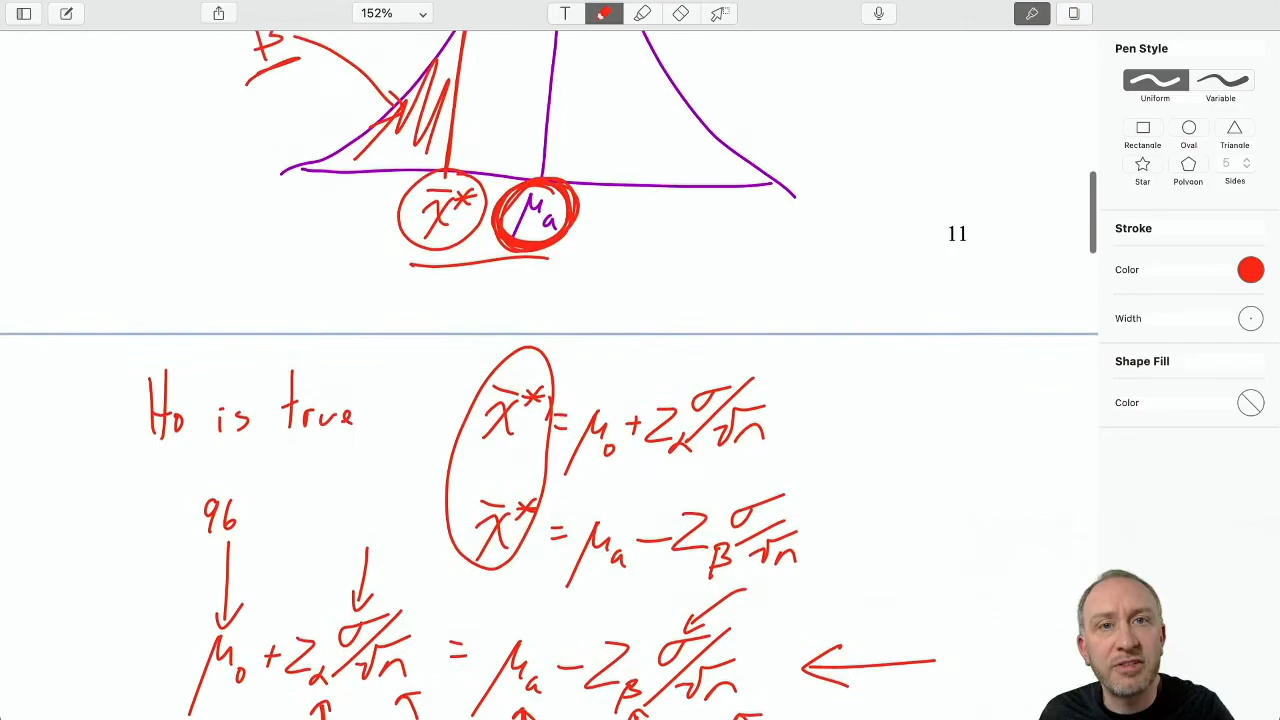 152%
T
Pen Style
Uniform
Variable
Rectangle
Oval
Triangle
Star
Polygon
5
Sides
Stroke
Color
Width
Shape Fill
Color
β
x̄*
μa
11
Ho is true
x̄* = μ₀ + Zα σ/√n
x̄* = μa − Zβ σ/√n
96
μ₀ + Zα σ/√n = μa − Zβ σ/√n